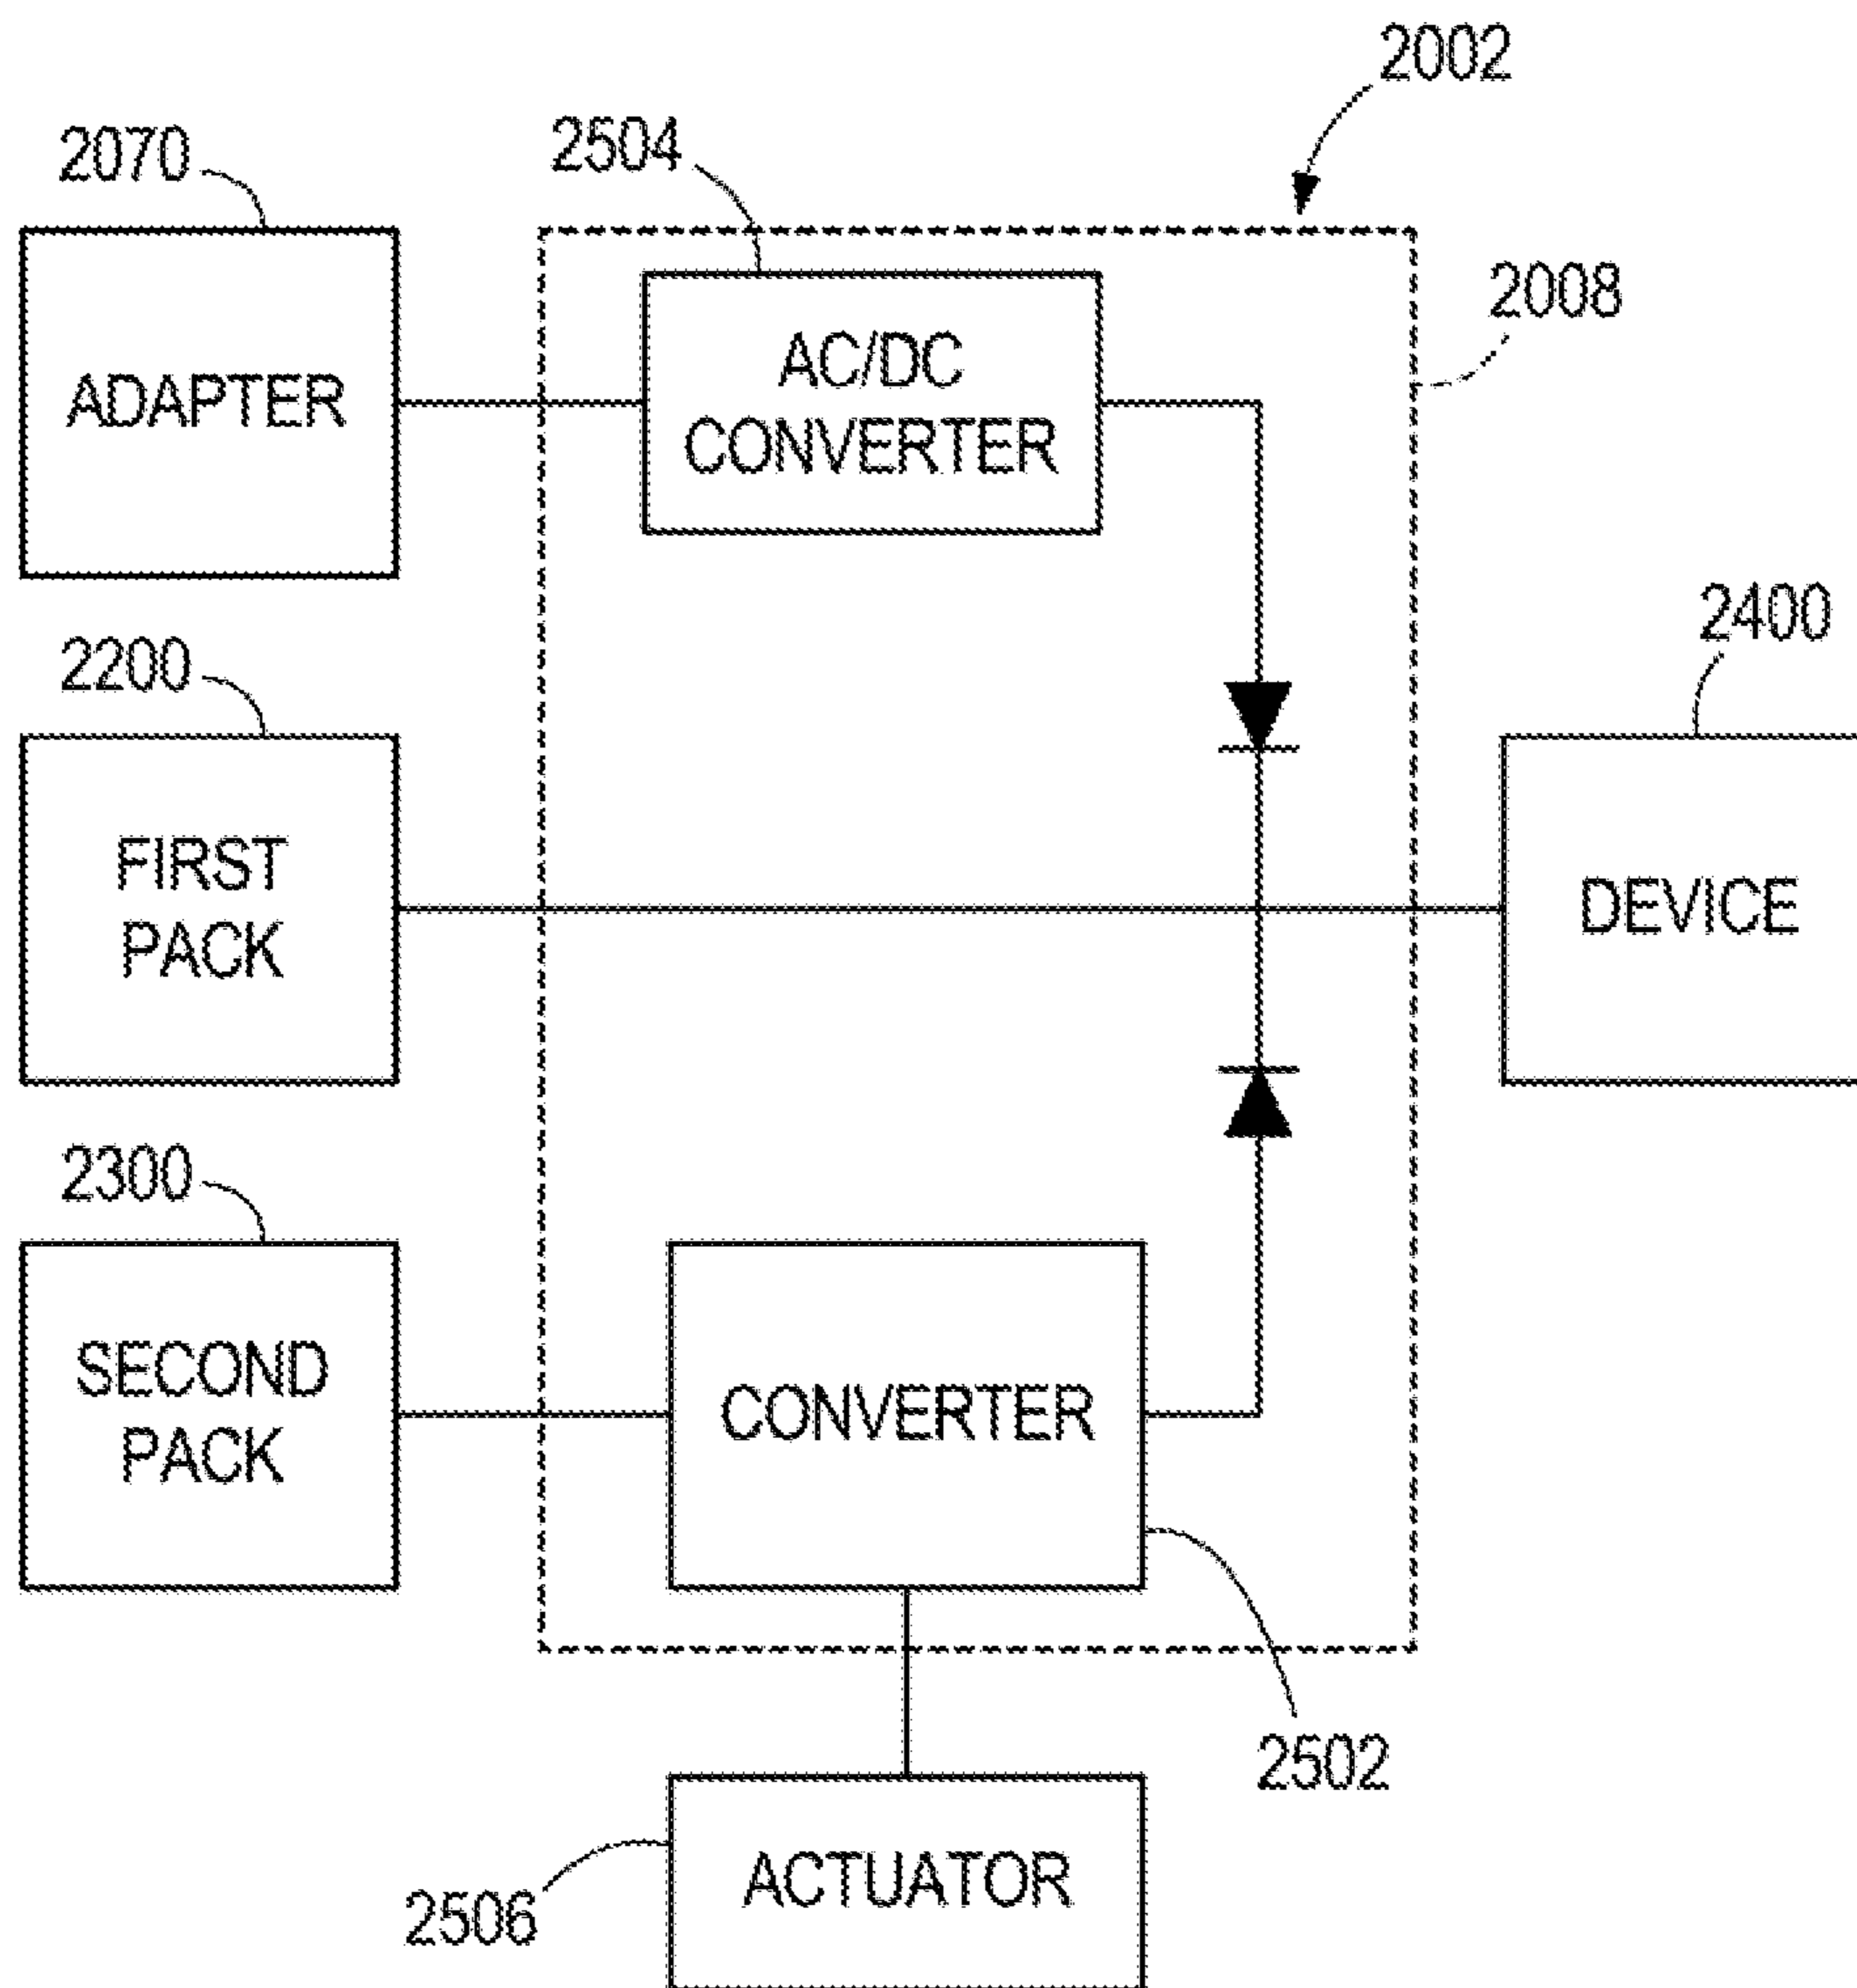 2002
2070
2504
2008
ADAPTER
AC/DC
CONVERTER
2200
2400
FIRST
PACK
DEVICE
2300
SECOND
PACK
CONVERTER
2502
2506
ACTUATOR